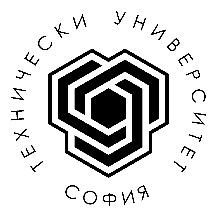 ТЕХНИЧЕСКИ УНИВЕРСИТЕТ
СОФИЯ